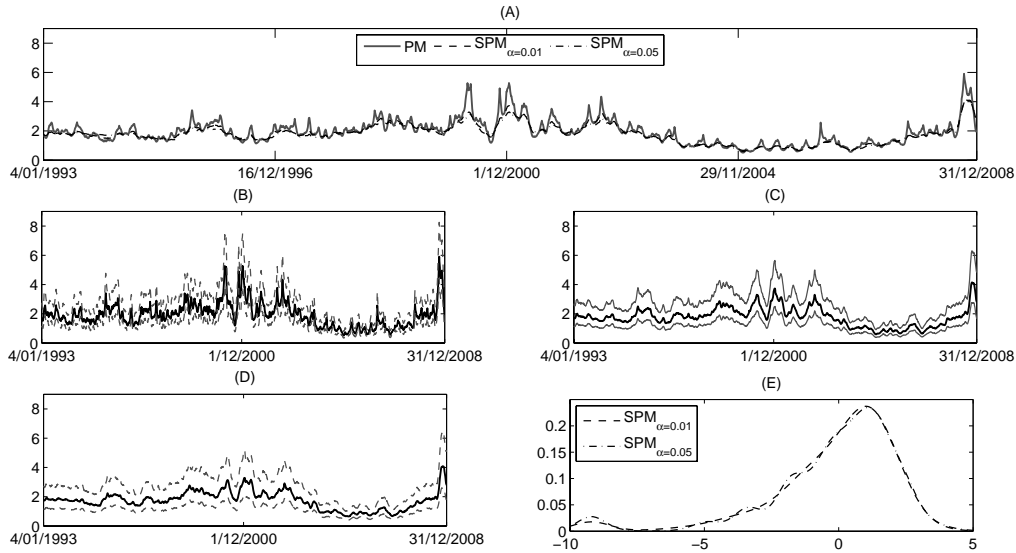 (A)
8
6
4
2
0
PM SPM α=0.01 SPM α=0.05
4/01/1993 16/12/1996 1/12/2000 29/11/2004 31/12/2008
(B)
8
6
4
2
0
4/01/1993 1/12/2000 31/12/2008
(C)
8
6
4
2
0
4/01/1993 1/12/2000 31/12/2008
(D)
8
6
4
2
0
4/01/1993 1/12/2000 31/12/2008
(E)
0.2
0.15
0.1
0.05
0
SPM α=0.01
SPM α=0.05
−10 −5 0 5